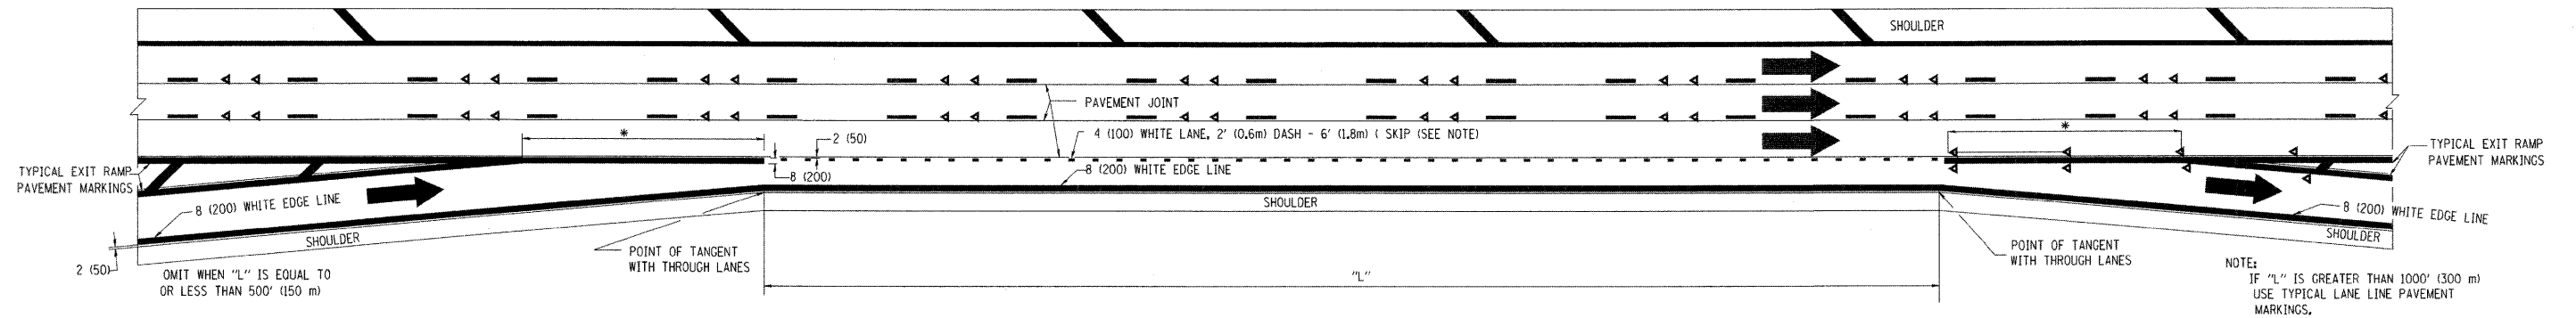 SHOULDER
PAVEMENT JOINT
*
2 (50)
4 (100) WHITE LANE, 2' (0.6m) DASH - 6' (1.8m) ( SKIP (SEE NOTE)
*
TYPICAL EXIT RAMP
PAVEMENT MARKINGS
TYPICAL EXIT RAMP
PAVEMENT MARKINGS
8 (200)
8 (200) WHITE EDGE LINE
8 (200) WHITE EDGE LINE
SHOULDER
8 (200) WHITE EDGE LINE
SHOULDER
SHOULDER
2 (50)
POINT OF TANGENT
WITH THROUGH LANES
POINT OF TANGENT
WITH THROUGH LANES
OMIT WHEN "L" IS EQUAL TO
OR LESS THAN 500' (150 m)
"L"
NOTE:
IF "L" IS GREATER THAN 1000' (300 m)
USE TYPICAL LANE LINE PAVEMENT
MARKINGS.